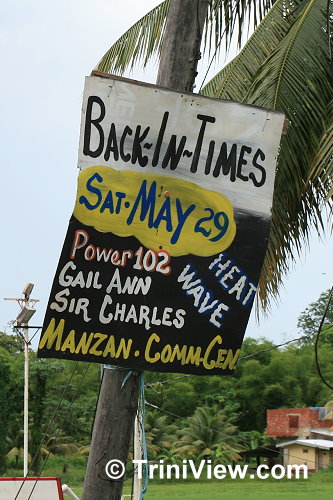 Back~In~Times
Sat. May 29
Power 102
Gail Ann
Sir Charles
HEAT
WAVE
Manzan. Comm. Cen
© TriniView.com